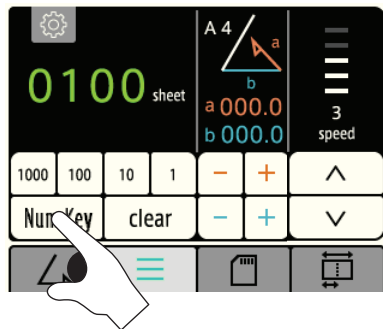 A 4
a
b
0100 sheet
a 000.0
b 000.0
3
speed
1000 100 10 1 - +
Num Key clear - +